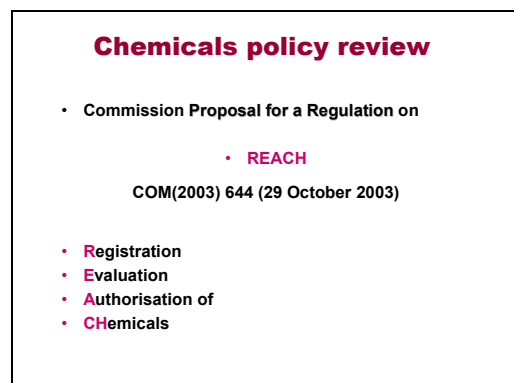 Chemicals policy review
• Commission Proposal for a Regulation on
• REACH
COM(2003) 644 (29 October 2003)
• Registration
• Evaluation
• Authorisation of
• CHemicals